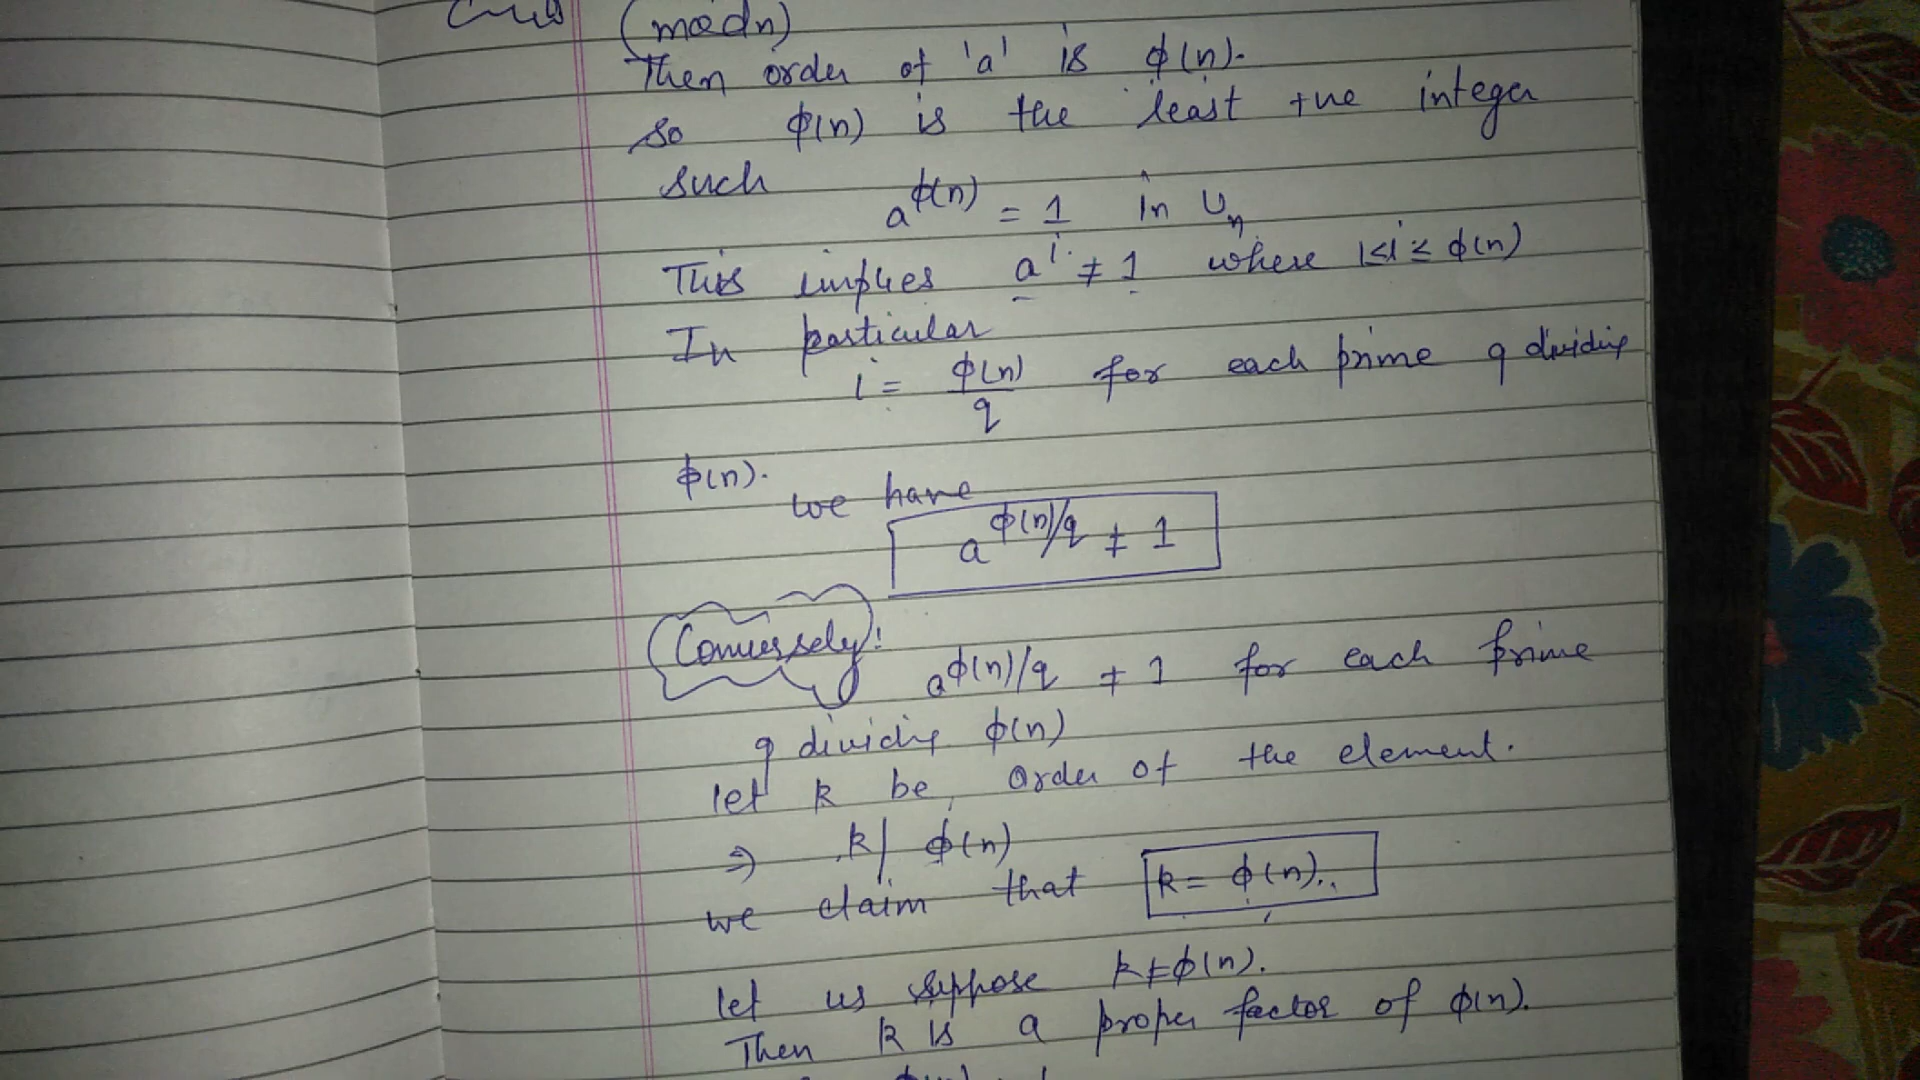 (mod n)
Then order of 'a' is ϕ(n).
so ϕ(n) is the least +ve integer
such a^ϕ(n) = 1 in U_n
This implies a^i ≠ 1 where 1≤i≤ ϕ(n)
In particular
i = ϕ(n)/q for each prime q dividing
ϕ(n).
we have
a^ϕ(n)/q ≠ 1
Conversely:
a^ϕ(n)/q ≠ 1 for each prime
q dividing ϕ(n)
let k be order of the element.
⇒ k| ϕ(n)
we claim that k = ϕ(n).
let us suppose k≠ϕ(n).
Then k is a proper factor of ϕ(n).